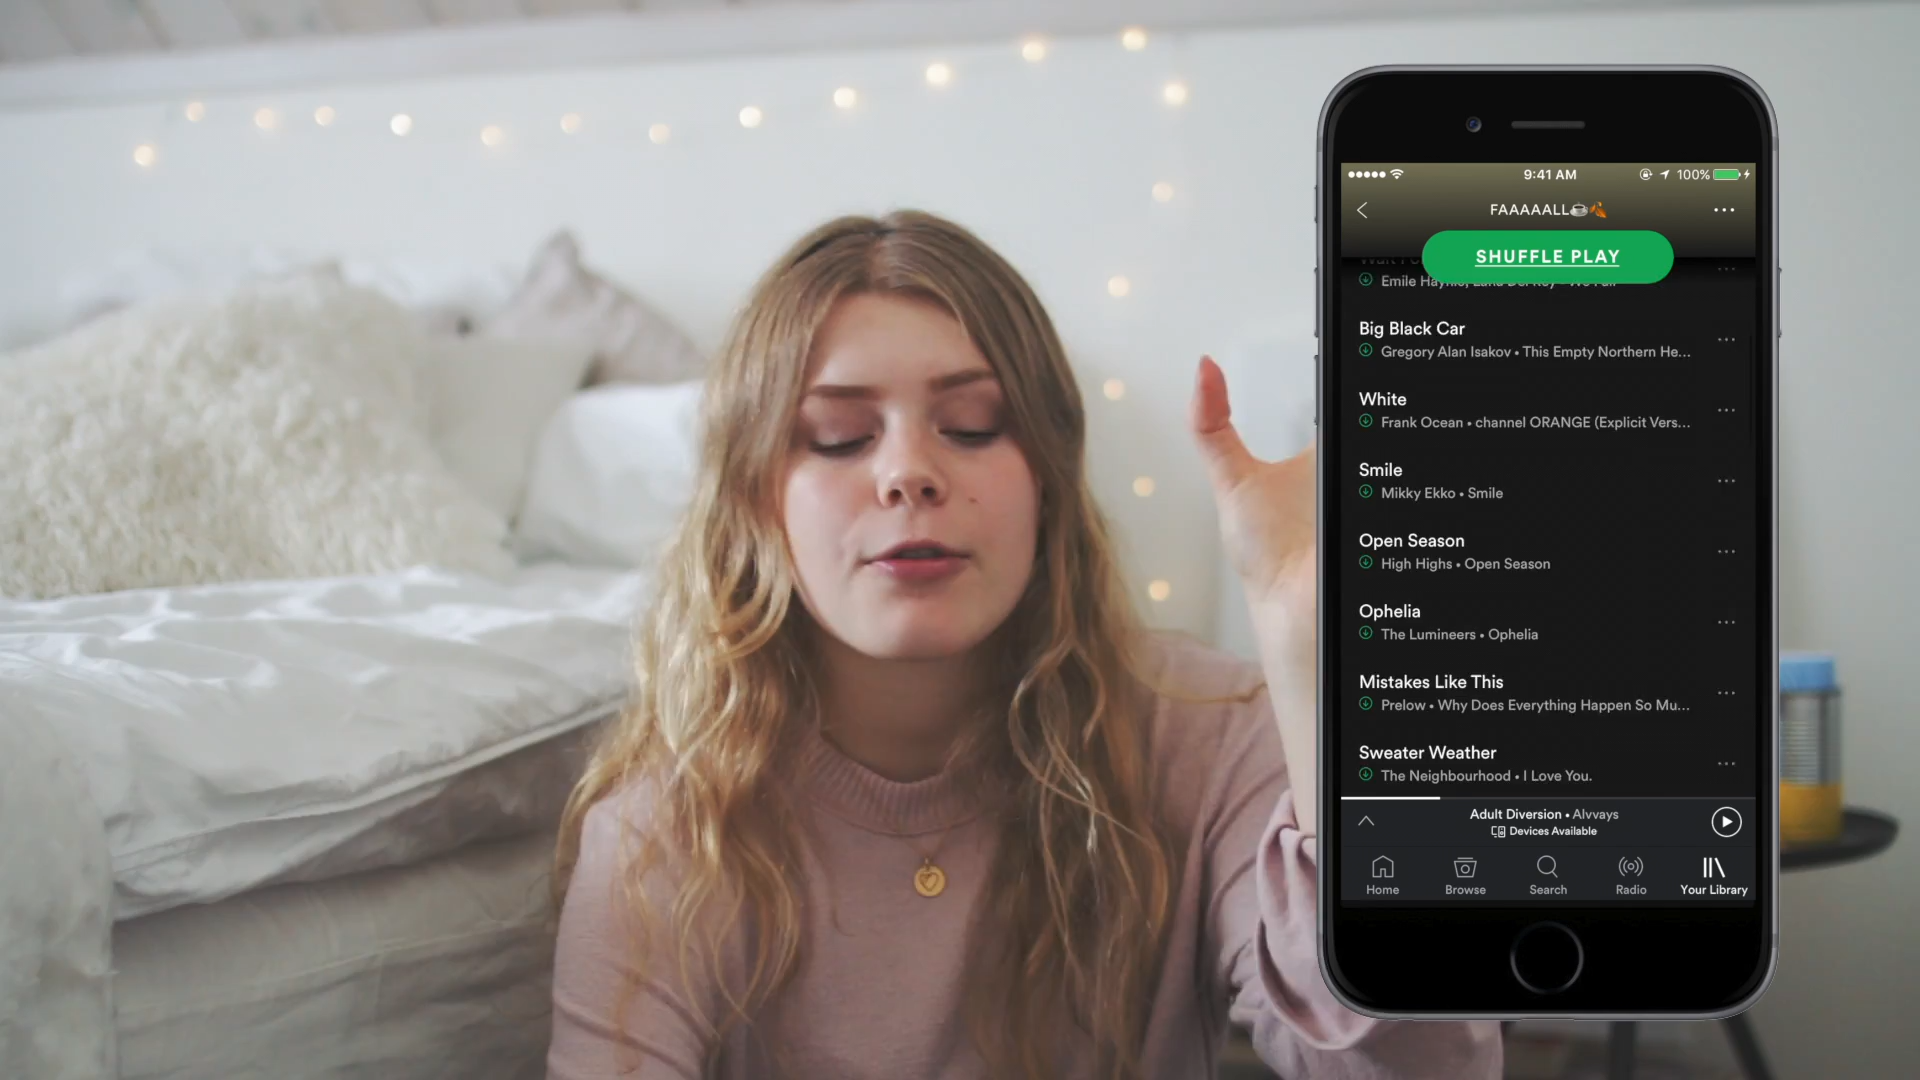 9:41 AM
100%
FAAAAALL☕🍂
SHUFFLE PLAY
Big Black Car
Gregory Alan Isakov • This Empty Northern He...
White
Frank Ocean • channel ORANGE (Explicit Vers...
Smile
Mikky Ekko • Smile
Open Season
High Highs • Open Season
Ophelia
The Lumineers • Ophelia
Mistakes Like This
Prelow • Why Does Everything Happen So Mu...
Sweater Weather
The Neighbourhood • I Love You.
Adult Diversion • Alvvays
Devices Available
Home
Browse
Search
Radio
Your Library